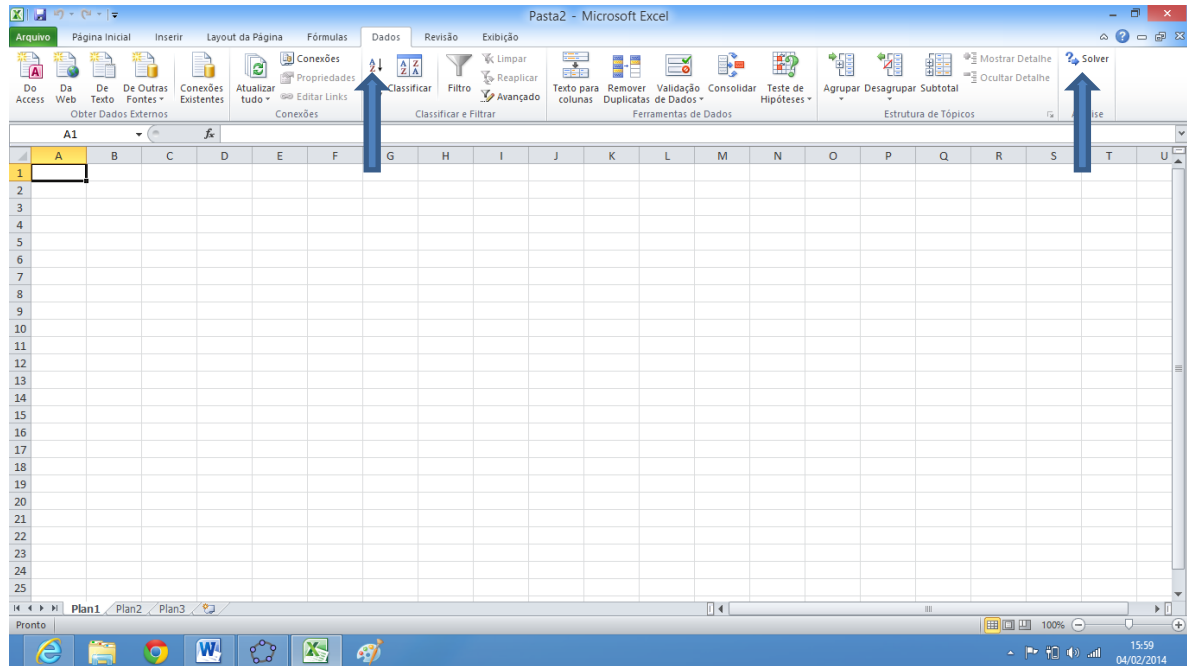 Pasta2 - Microsoft Excel
Arquivo Página Inicial Inserir Layout da Página Fórmulas Dados Revisão Exibição
Do Access
Da Web
De Texto
De Outras Fontes
Conexões Existentes
Obter Dados Externos
Atualizar tudo
Conexões
Propriedades
Editar Links
Conexões
Classificar
Filtro
Limpar
Reaplicar
Avançado
Classificar e Filtrar
Texto para colunas
Remover Duplicatas
Validação de Dados
Consolidar
Teste de Hipóteses
Ferramentas de Dados
Agrupar
Desagrupar
Subtotal
Mostrar Detalhe
Ocultar Detalhe
Estrutura de Tópicos
Solver
A1 fx
A B C D E F G H I J K L M N O P Q R S T U
1
2
3
4
5
6
7
8
9
10
11
12
13
14
15
16
17
18
19
20
21
22
23
24
25
Plan1 Plan2 Plan3
Pronto 100%
15:59
04/02/2014